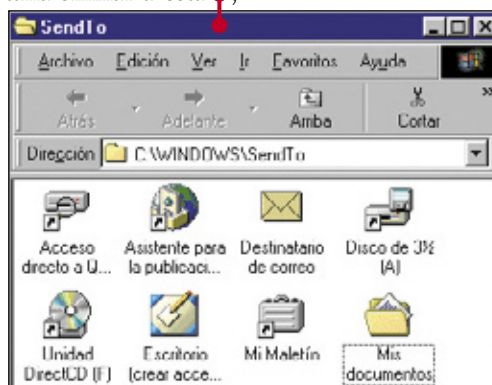 SendTo
Archivo Edición Ver Ir Favoritos Ayuda
Atrás Adelante Arriba Cortar
Dirección C:\WINDOWS\SendTo
Acceso directo a U... Asistente para la publicaci... Destinatario de correo Disco de 3½ (A)
Unidad DirectCD (F) Escritorio (crear acce... Mi Maletín Mis documentos